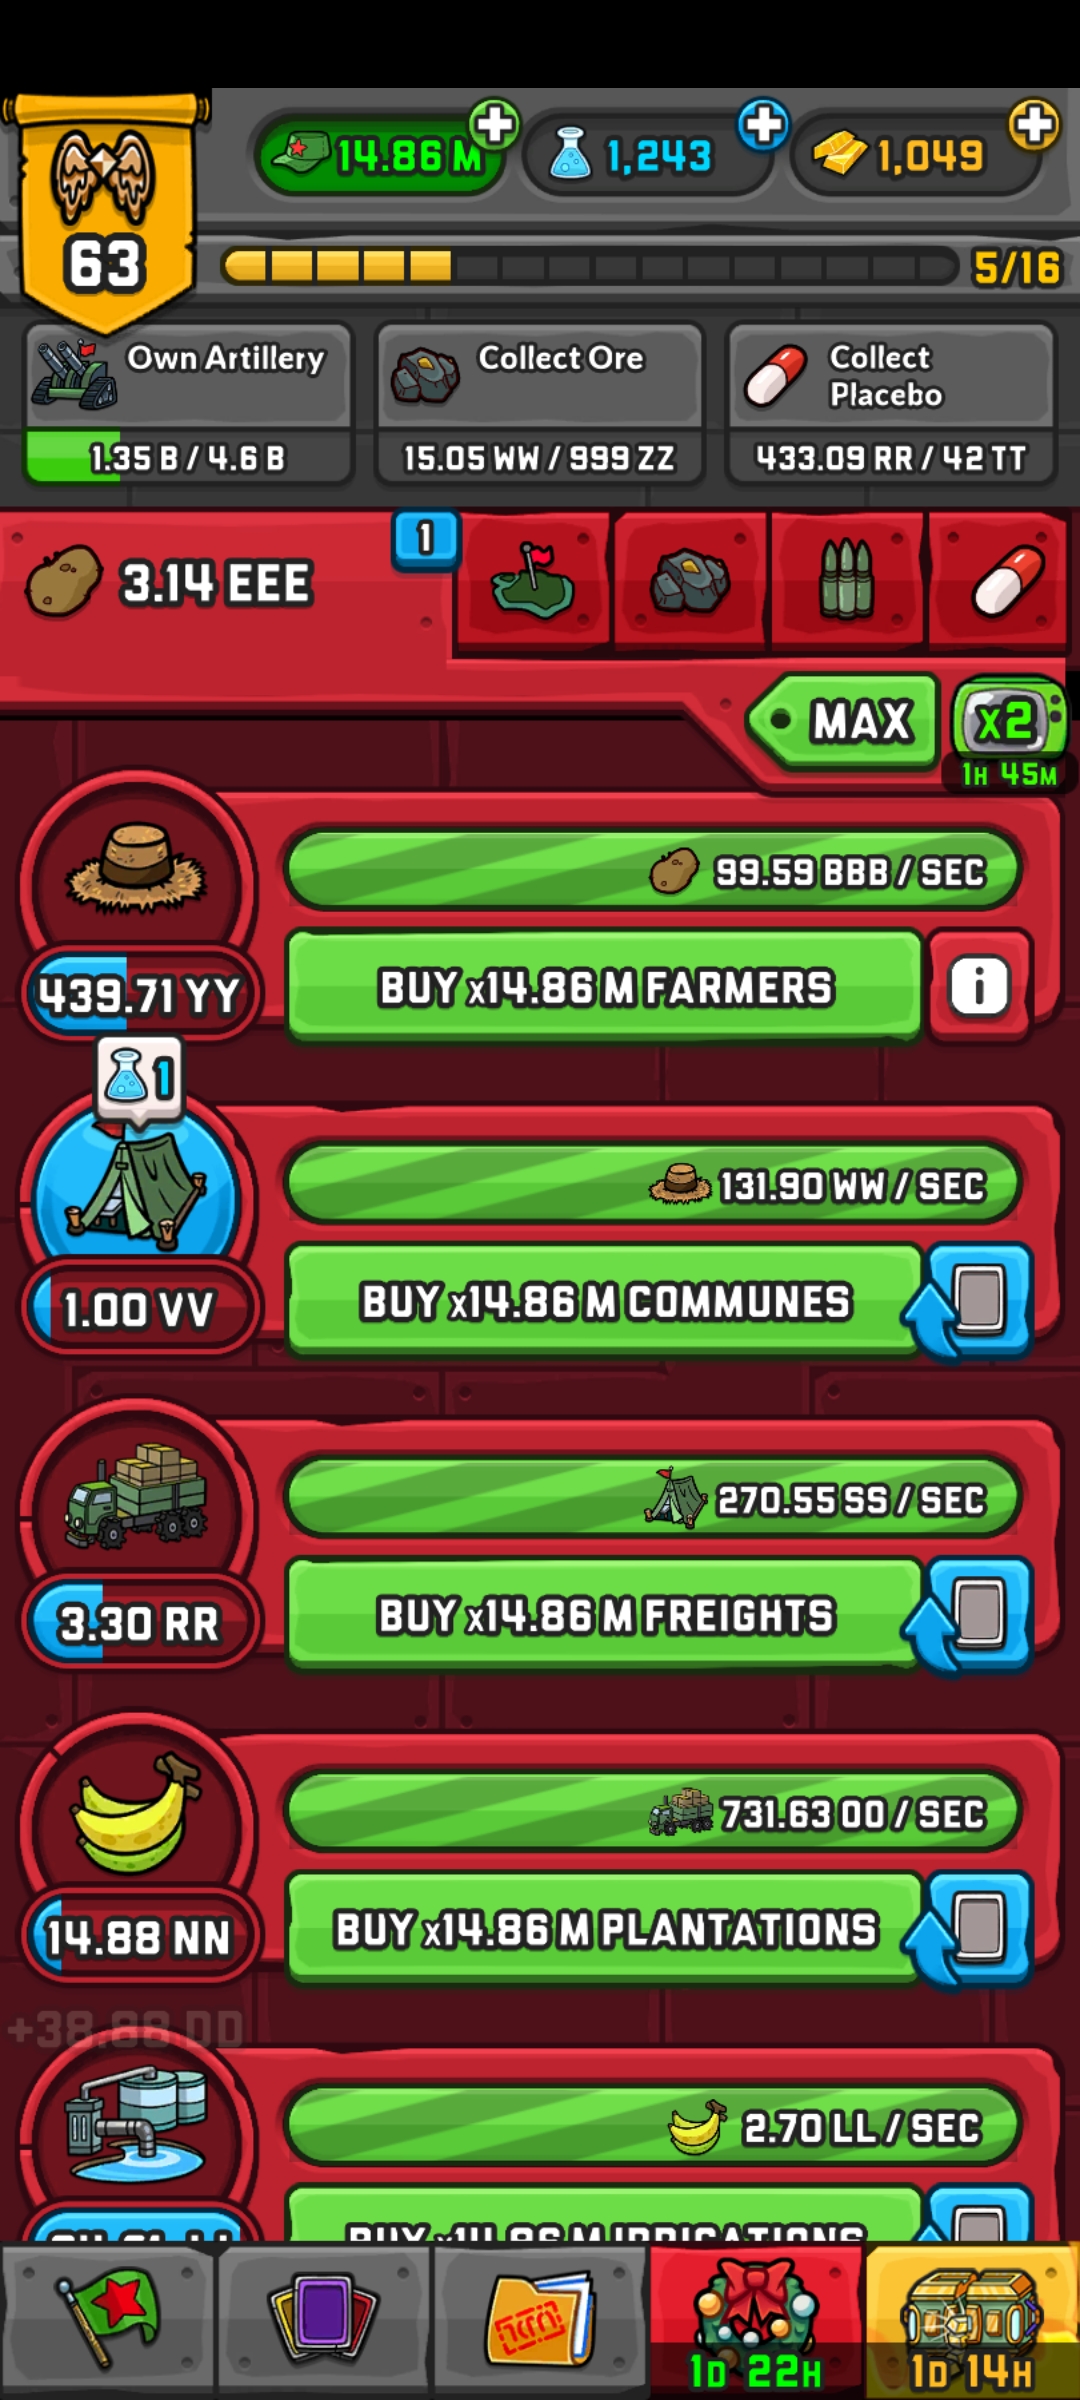 14.86 M
1,243
1,049
63
5/16
Own Artillery
1.35 B / 4.6 B
Collect Ore
15.05 WW / 999 ZZ
Collect
Placebo
433.09 RR / 42 TT
3.14 EEE
1
MAX
x2
1H 45M
99.59 BBB / SEC
439.71 YY
BUY x14.86 M FARMERS
i
1
131.90 WW / SEC
1.00 VV
BUY x14.86 M COMMUNES
270.55 SS / SEC
3.30 RR
BUY x14.86 M FREIGHTS
731.63 OO / SEC
14.88 NN
BUY x14.86 M PLANTATIONS
+38.88 DD
2.70 LL / SEC
BUY x14.86 M IRRIGATIONS
1D 22H
1D 14H